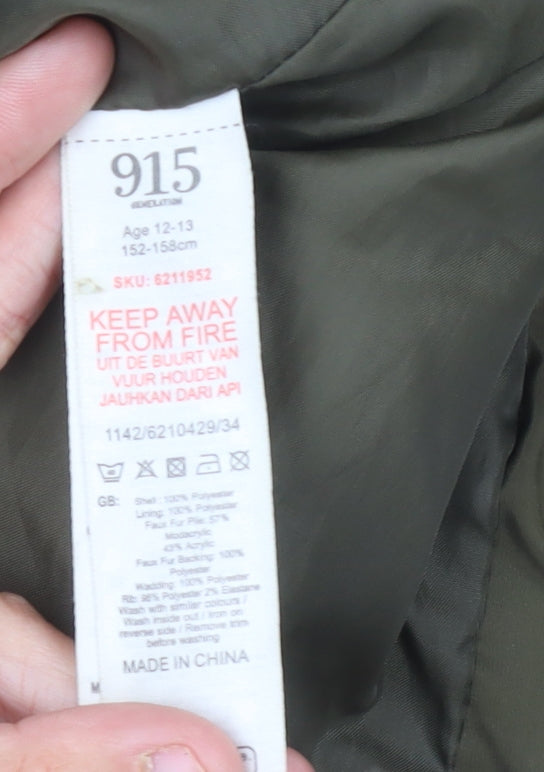 915
GENERATION
Age 12-13
152-158cm
SKU: 6211952
KEEP AWAY
FROM FIRE
UIT DE BUURT VAN
VUUR HOUDEN
JAUHKAN DARI API
1142/6210429/34
GB:
Shell: 100% Polyester
Lining: 100% Polyester
Faux Fur Pile: 57%
Modacrylic
43% Acrylic
Faux Fur Backing: 100%
Polyester
Wadding: 100% Polyester
Rib: 98% Polyester 2% Elastane
Wash with similar colours /
Wash inside out / Iron on
reverse side / Remove trim
before washing
MADE IN CHINA
M